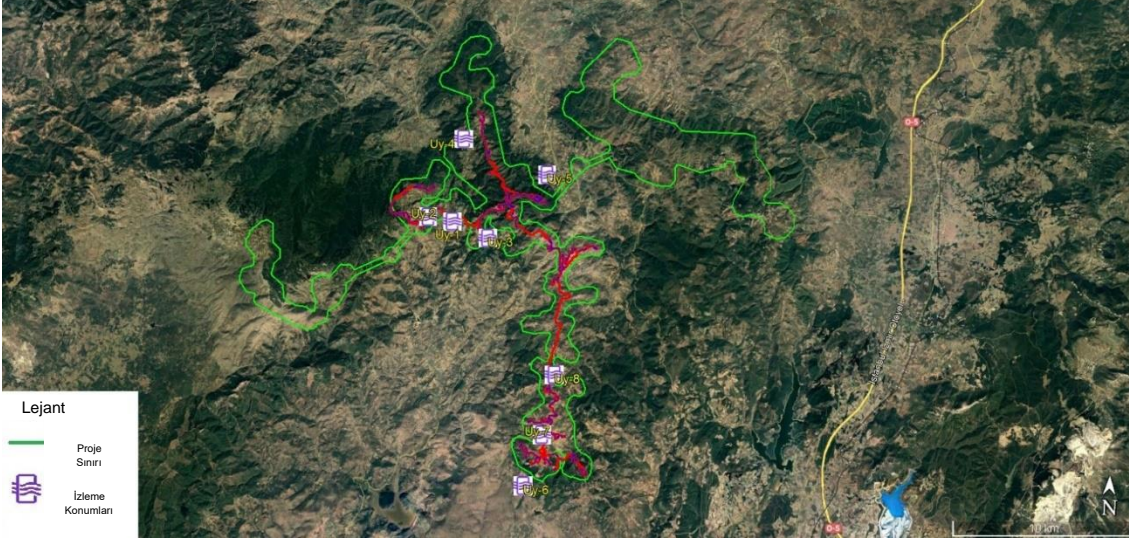 D-5
Uy-4
Uy-5
Uy-2
Uy-1
Uy-3
Uy-8
Uy-7
Uy-6
Lejant
Proje
Sınırı
İzleme
Konumları
N
10 km
D-5